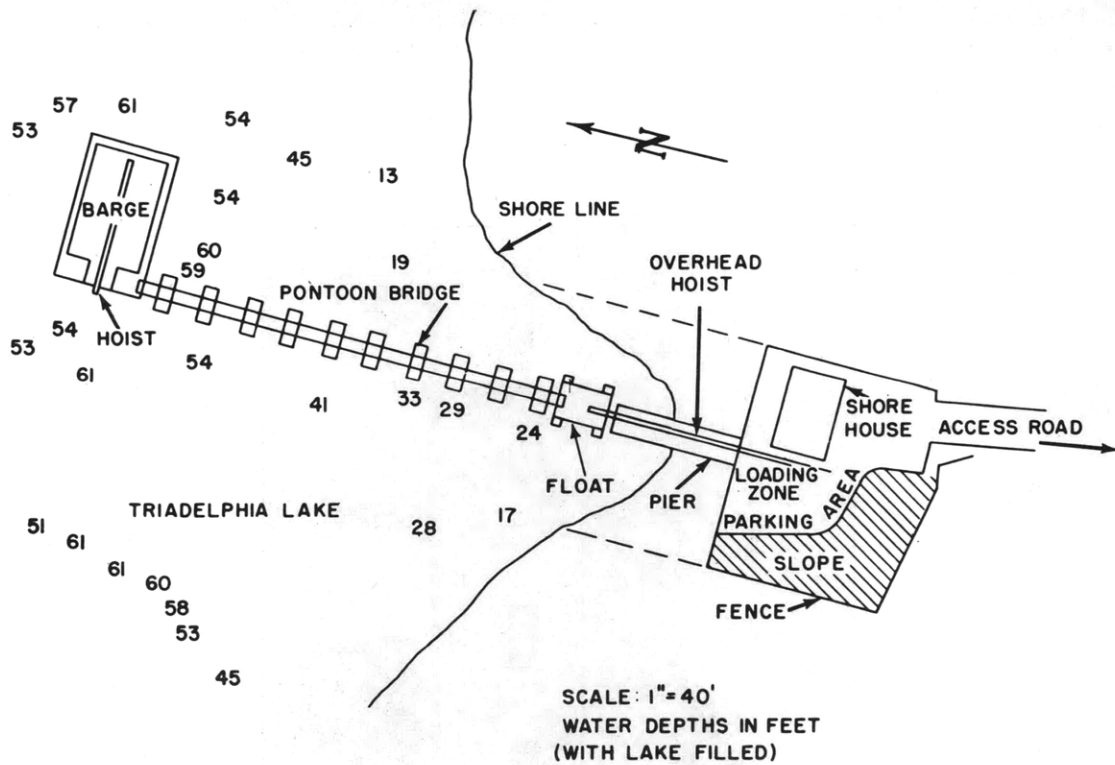 57
61
53
54
45
13
N
BARGE
54
SHORE LINE
60
59
19
OVERHEAD
HOIST
PONTOON BRIDGE
HOIST
54
53
61
54
41
33
29
24
SHORE
HOUSE
ACCESS ROAD
FLOAT
PIER
LOADING
ZONE
PARKING AREA
TRIADELPHIA LAKE
28
17
51
61
61
60
58
53
45
SLOPE
FENCE
SCALE: 1"=40'
WATER DEPTHS IN FEET
(WITH LAKE FILLED)